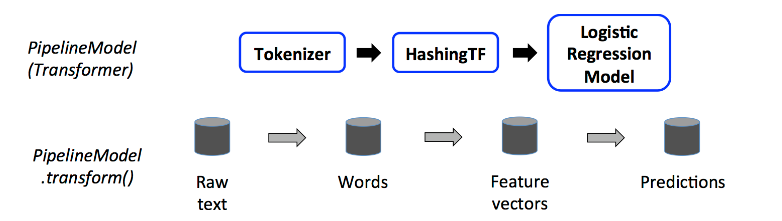 PipelineModel
(Transformer)
Tokenizer
HashingTF
Logistic
Regression
Model
PipelineModel
.transform()
Raw
text
Words
Feature
vectors
Predictions